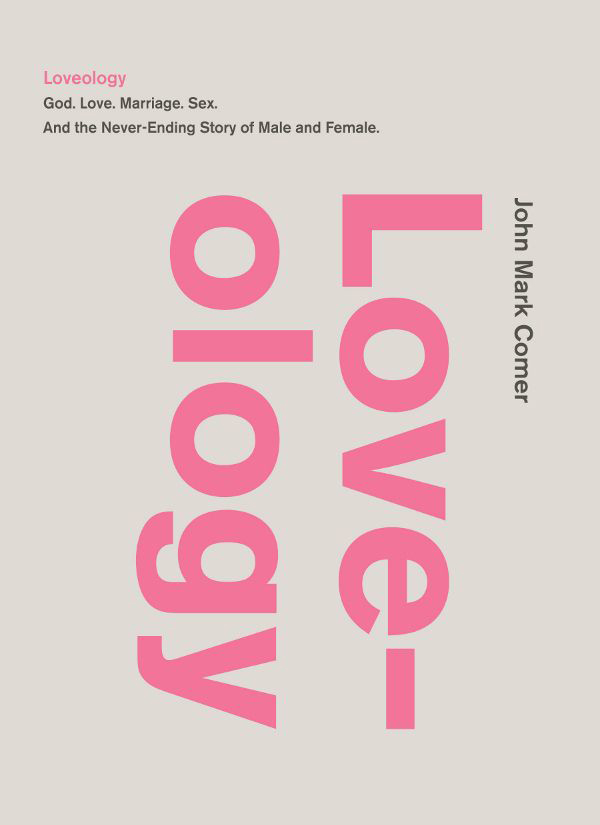 Loveology
God. Love. Marriage. Sex.
And the Never-Ending Story of Male and Female.
John Mark Comer
Love-
ology